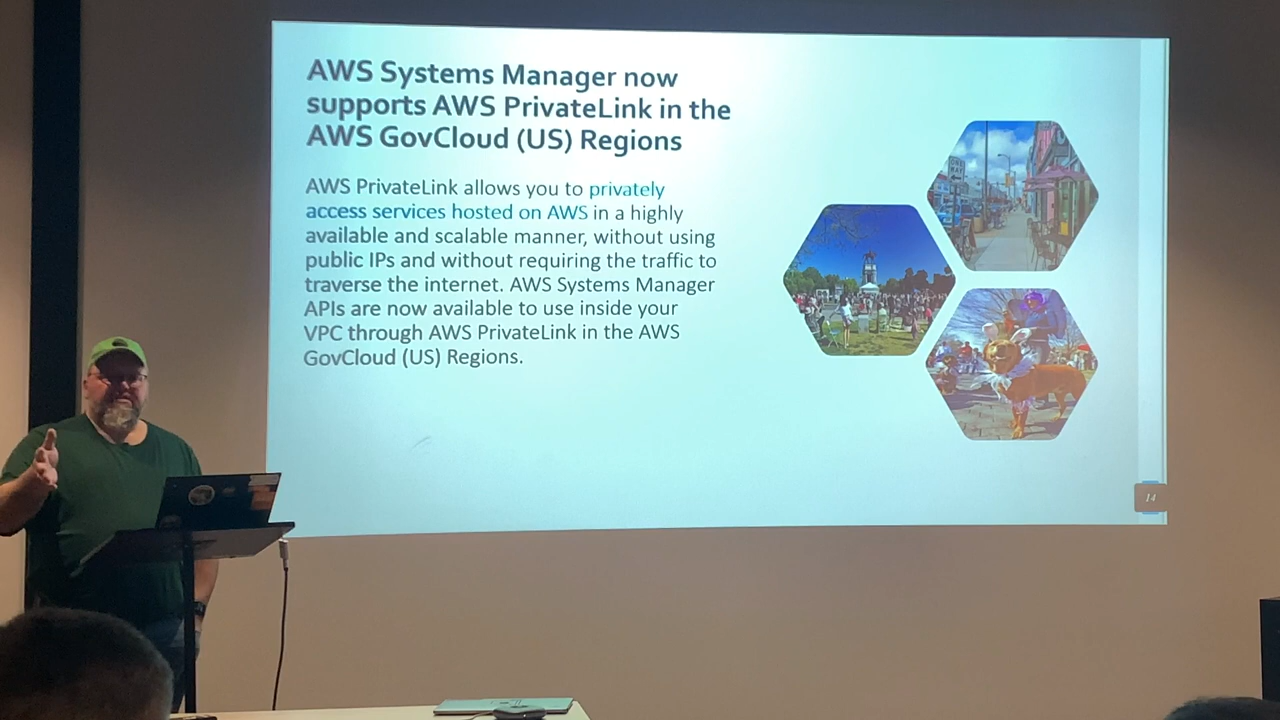 AWS Systems Manager now
supports AWS PrivateLink in the
AWS GovCloud (US) Regions
AWS PrivateLink allows you to privately
access services hosted on AWS in a highly
available and scalable manner, without using
public IPs and without requiring the traffic to
traverse the internet. AWS Systems Manager
APIs are now available to use inside your
VPC through AWS PrivateLink in the AWS
GovCloud (US) Regions.
ONE
WAY
14